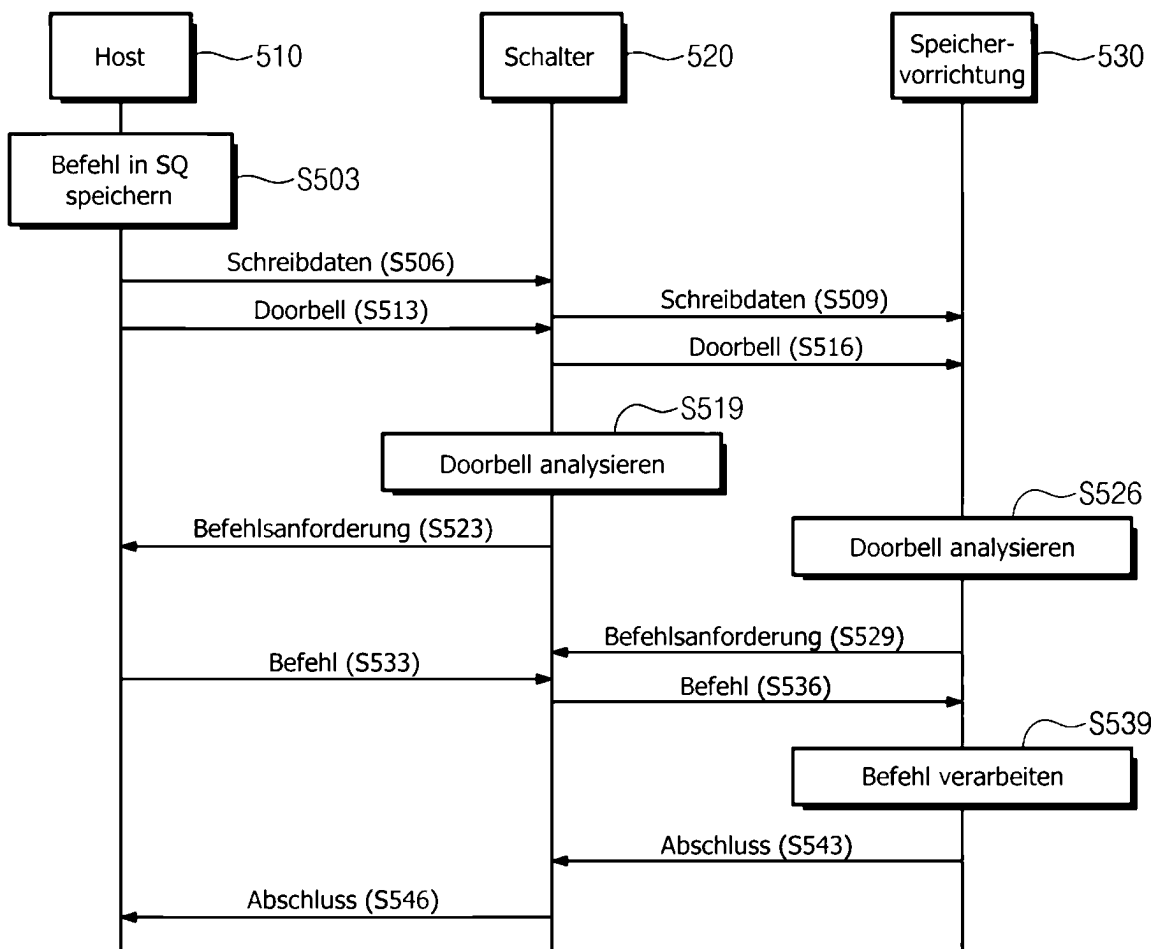 Host
510
Schalter
520
Speicher-
vorrichtung
530
Befehl in SQ
speichern
S503
Schreibdaten (S506)
Schreibdaten (S509)
Doorbell (S513)
Doorbell (S516)
S519
Doorbell analysieren
S526
Befehlsanforderung (S523)
Doorbell analysieren
Befehlsanforderung (S529)
Befehl (S533)
Befehl (S536)
S539
Befehl verarbeiten
Abschluss (S543)
Abschluss (S546)